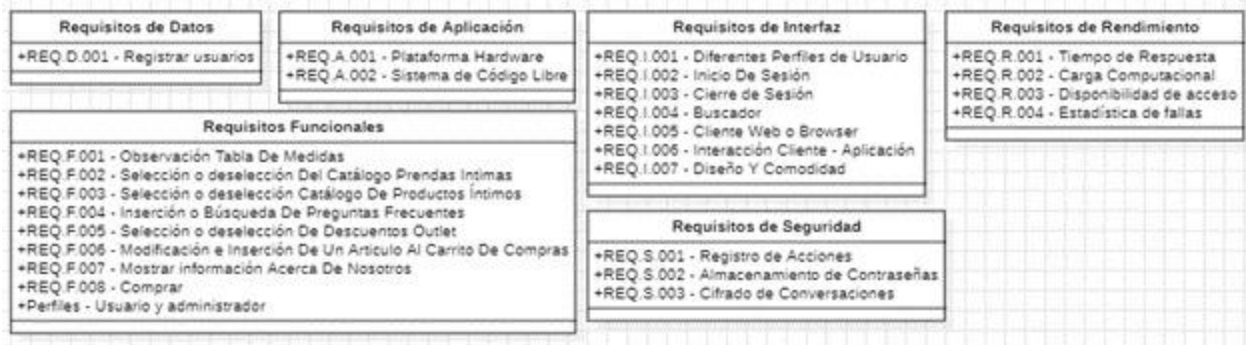 Requisitos de Datos
+REQ.D.001 - Registrar usuarios
Requisitos de Aplicación
+REQ.A.001 - Plataforma Hardware
+REQ.A.002 - Sistema de Código Libre
Requisitos de Interfaz
+REQ.I.001 - Diferentes Perfiles de Usuario
+REQ.I.002 - Inicio De Sesión
+REQ.I.003 - Cierre de Sesión
+REQ.I.004 - Buscador
+REQ.I.005 - Cliente Web o Browser
+REQ.I.006 - Interacción Cliente - Aplicación
+REQ.I.007 - Diseño Y Comodidad
Requisitos de Rendimiento
+REQ.R.001 - Tiempo de Respuesta
+REQ.R.002 - Carga Computacional
+REQ.R.003 - Disponibilidad de acceso
+REQ.R.004 - Estadística de fallas
Requisitos Funcionales
+REQ.F.001 - Observación Tabla De Medidas
+REQ.F.002 - Selección o deselección Del Catálogo Prendas Intimas
+REQ.F.003 - Selección o deselección Catálogo De Productos Íntimos
+REQ.F.004 - Inserción o Búsqueda De Preguntas Frecuentes
+REQ.F.005 - Selección o deselección De Descuentos Outlet
+REQ.F.006 - Modificación e Inserción De Un Articulo Al Carrito De Compras
+REQ.F.007 - Mostrar información Acerca De Nosotros
+REQ.F.008 - Comprar
+Perfiles - Usuario y administrador
Requisitos de Seguridad
+REQ.S.001 - Registro de Acciones
+REQ.S.002 - Almacenamiento de Contraseñas
+REQ.S.003 - Cifrado de Conversaciones